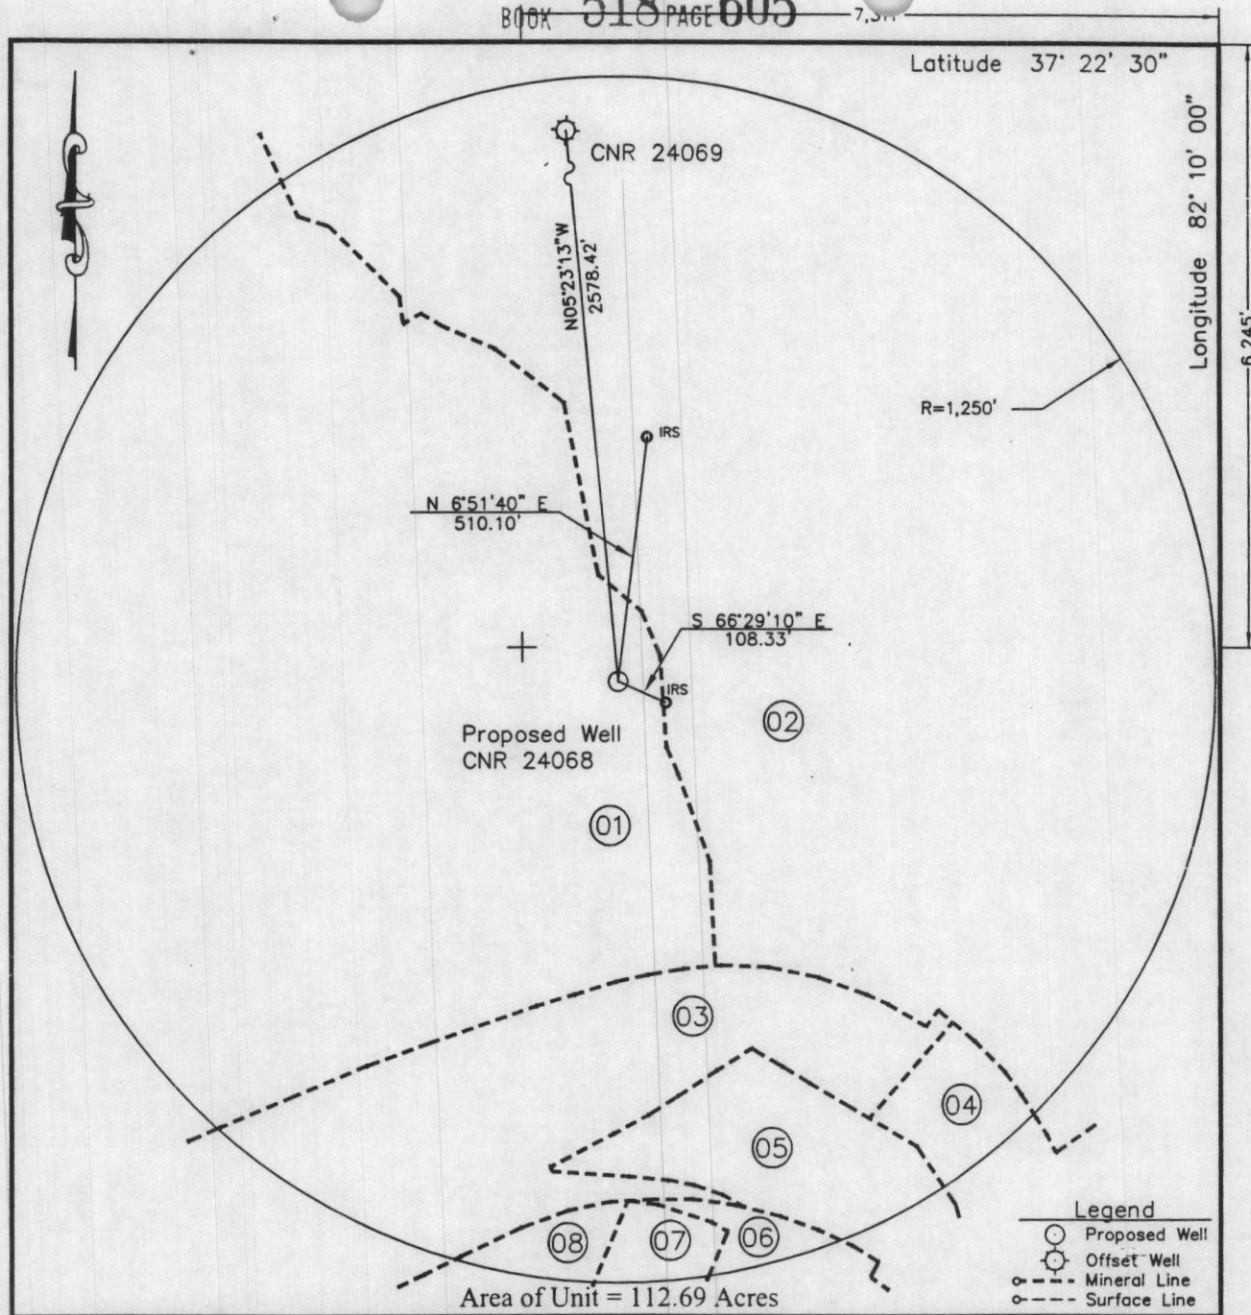 BOOK 518 PAGE 605
Latitude 37° 22' 30"
Longitude 82° 10' 00"
6,245'
CNR 24069
N05°23'13"W
2578.42'
R=1,250'
IRS
N 6°51'40" E
510.10'
S 66°29'10" E
108.33'
IRS
Proposed Well
CNR 24068
02
01
03
04
05
06
07
08
Legend
Proposed Well
Offset Well
Mineral Line
Surface Line
Area of Unit = 112.69 Acres